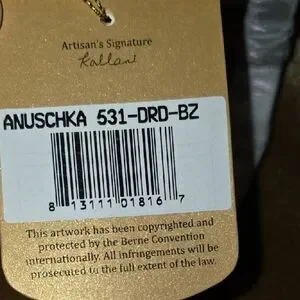 Artisan's Signature
Kallani
ANUSCHKA 531-DRD-BZ
8 13111 01816 7
This artwork has been copyrighted and
protected by the Berne Convention
internationally. All infringements will be
prosecuted to the full extent of the law.